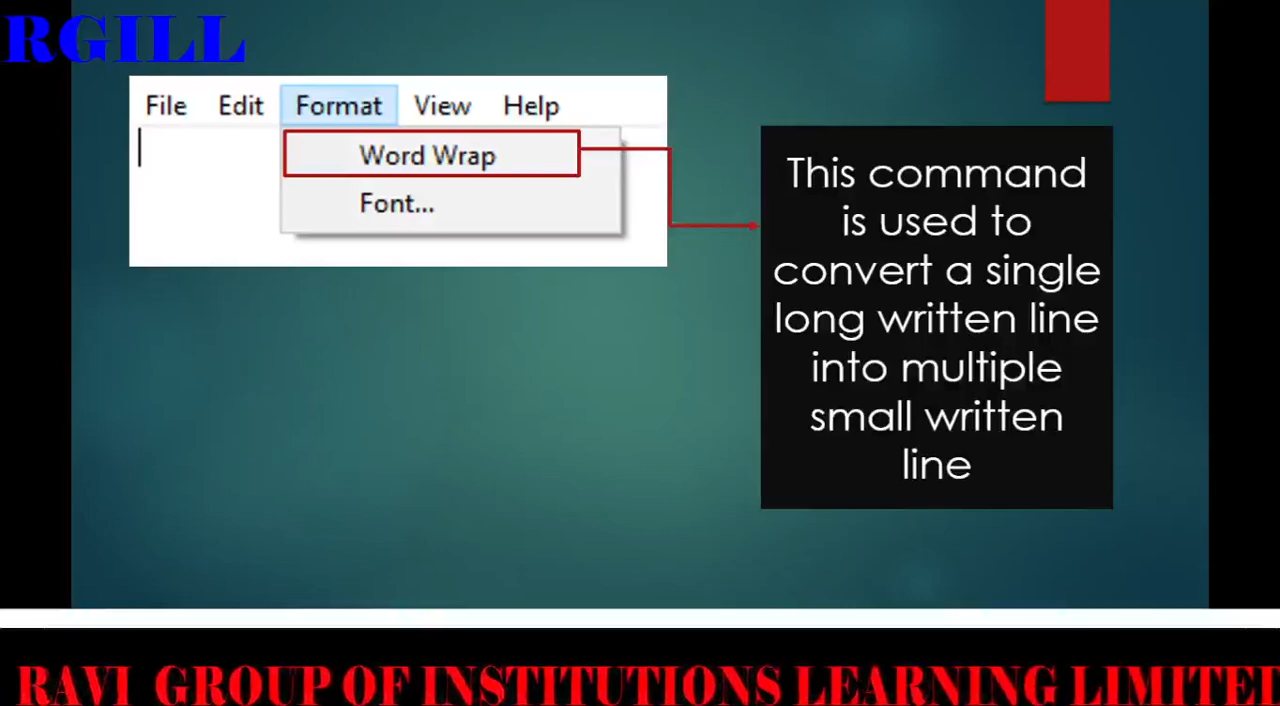 RGILL
File Edit Format View Help
Word Wrap
Font...
This command
is used to
convert a single
long written line
into multiple
small written
line
RAVI GROUP OF INSTITUTIONS LEARNING LIMITE